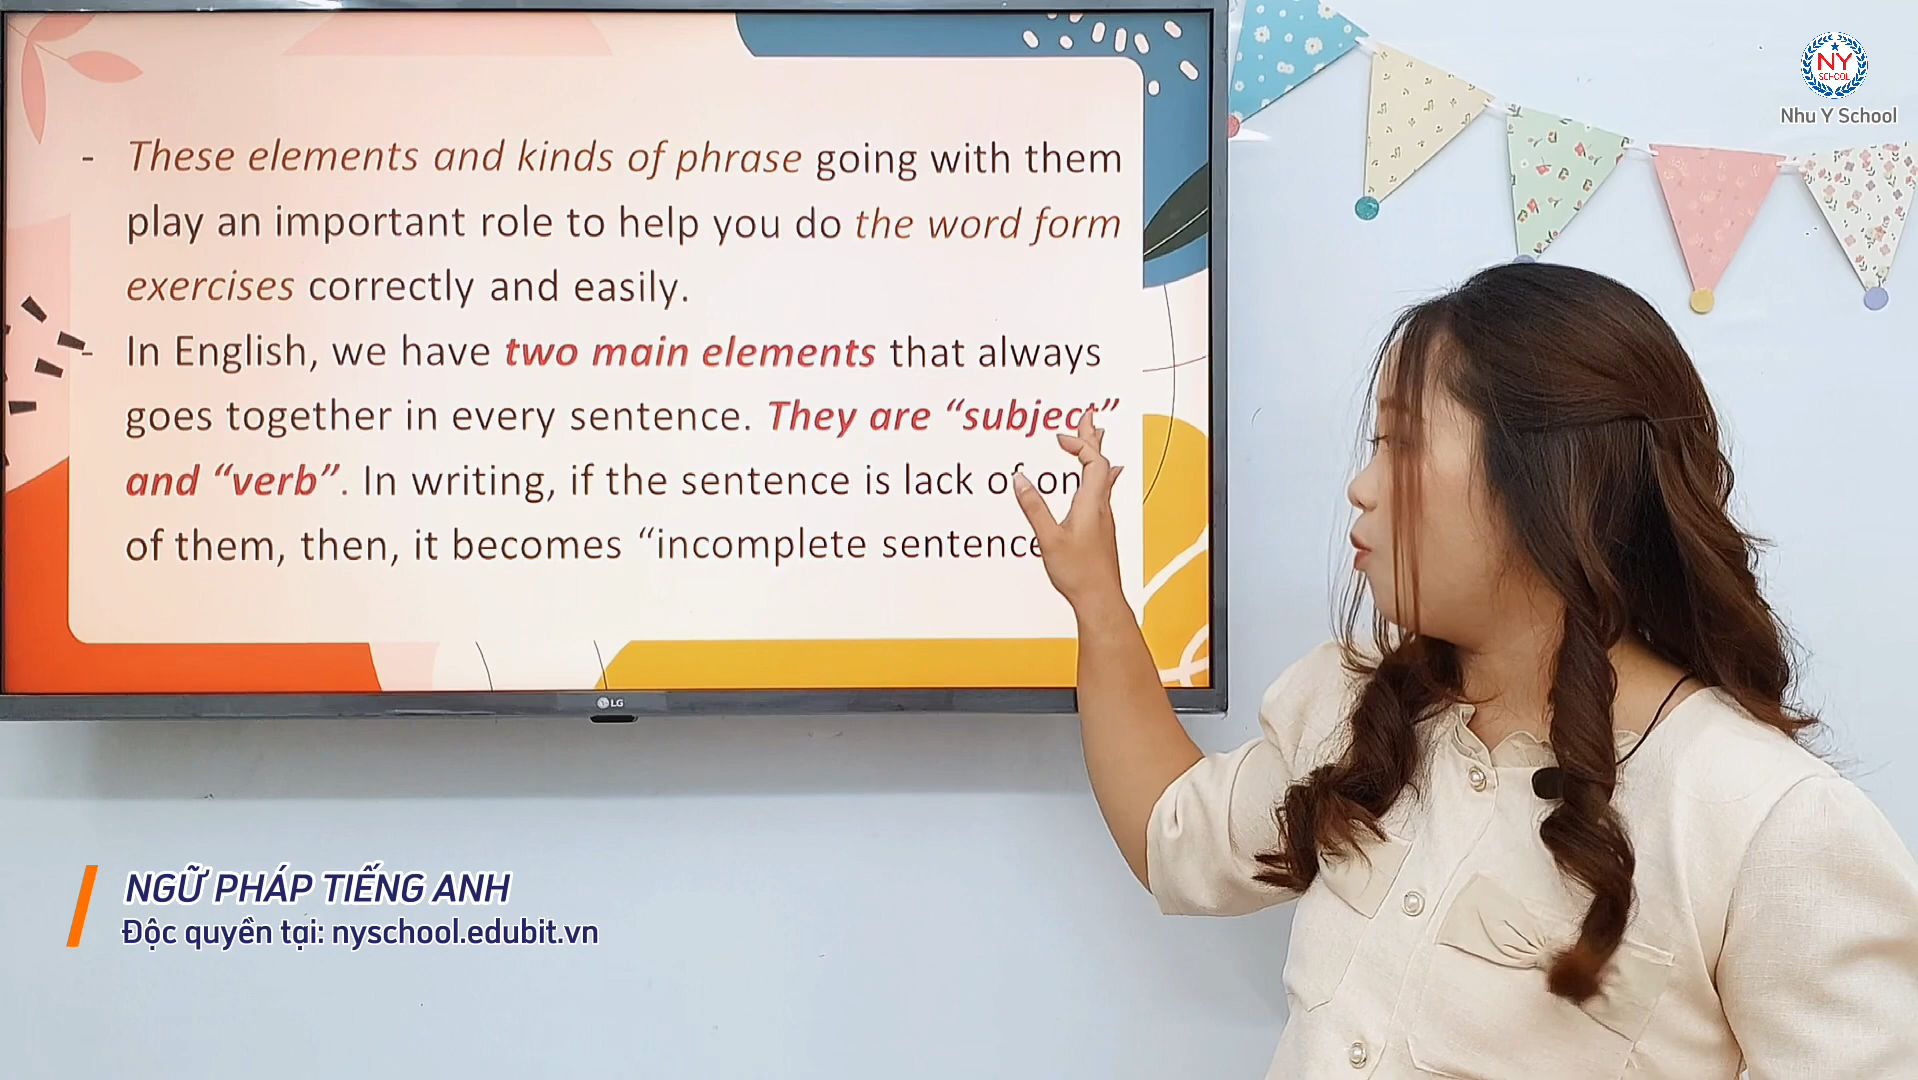 - These elements and kinds of phrase going with them
play an important role to help you do the word form
exercises correctly and easily.
- In English, we have two main elements that always
goes together in every sentence. They are “subject”
and “verb”. In writing, if the sentence is lack of on
of them, then, it becomes “incomplete sentence
LG
NY
SCHOOL
Nhu Y School
NGỮ PHÁP TIẾNG ANH
Độc quyền tại: nyschool.edubit.vn